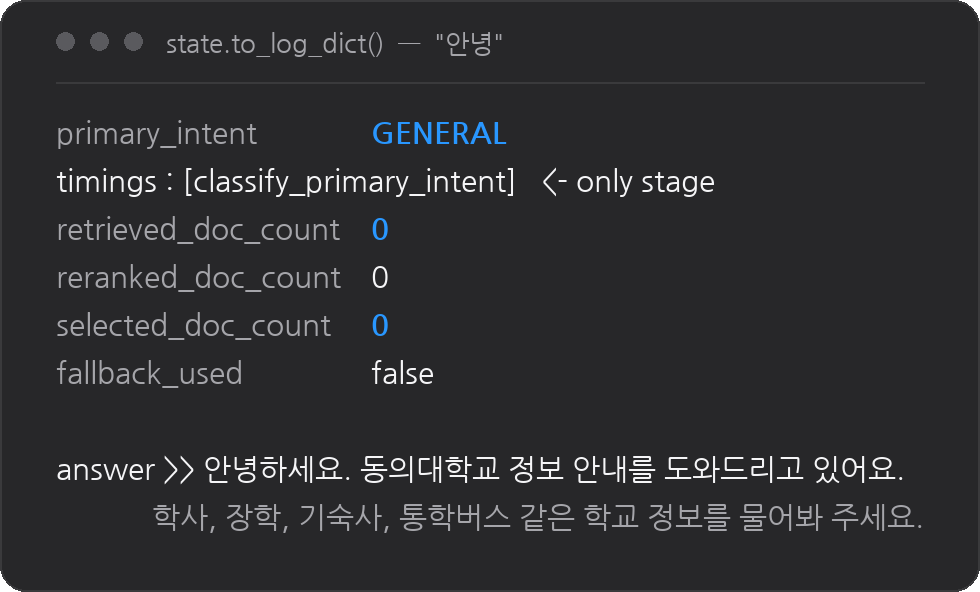 state.to_log_dict() — "안녕"
primary_intent GENERAL
timings : [classify_primary_intent] <- only stage
retrieved_doc_count 0
reranked_doc_count 0
selected_doc_count 0
fallback_used false
answer >> 안녕하세요. 동의대학교 정보 안내를 도와드리고 있어요.
학사, 장학, 기숙사, 통학버스 같은 학교 정보를 물어봐 주세요.